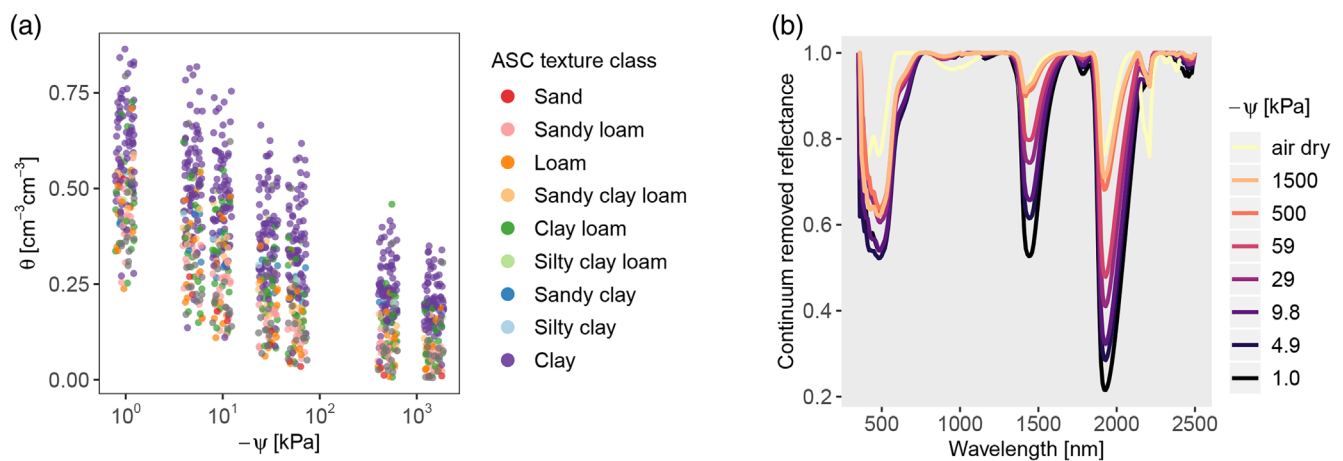 (a)
θ [cm⁻³cm⁻³]
0.75
0.50
0.25
0.00
10⁰
10¹
10²
10³
−ψ [kPa]
ASC texture class
Sand
Sandy loam
Loam
Sandy clay loam
Clay loam
Silty clay loam
Sandy clay
Silty clay
Clay
(b)
Continuum removed reflectance
1.0
0.8
0.6
0.4
0.2
500
1000
1500
2000
2500
Wavelength [nm]
−ψ [kPa]
air dry
1500
500
59
29
9.8
4.9
1.0